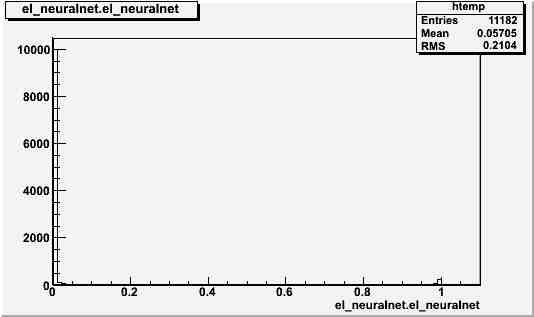 el_neuralnet.el_neuralnet
htemp
Entries 11182
Mean 0.05705
RMS 0.2104
10000
8000
6000
4000
2000
0
0 0.2 0.4 0.6 0.8 1
el_neuralnet.el_neuralnet